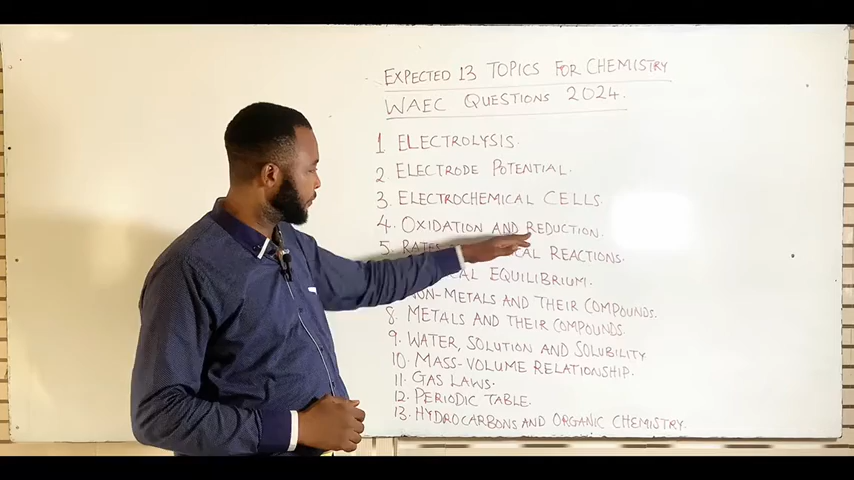 EXPECTED 13 TOPICS FOR CHEMISTRY
WAEC QUESTIONS 2024.
1 ELECTROLYSIS.
2 ELECTRODE POTENTIAL.
3. ELECTROCHEMICAL CELLS.
4. OXIDATION AND REDUCTION.
5. RATES REACTIONS.
EQUILIBRIUM.
NON-METALS AND THEIR COMPOUNDS.
8. METALS AND THEIR COMPOUNDS
9. WATER, SOLUTION AND SOLUBILITY
10. MASS-VOLUME RELATIONSHIP.
11. GAS LAWS.
12. PERIODIC TABLE.
13. HYDROCARBONS AND ORGANIC CHEMISTRY.